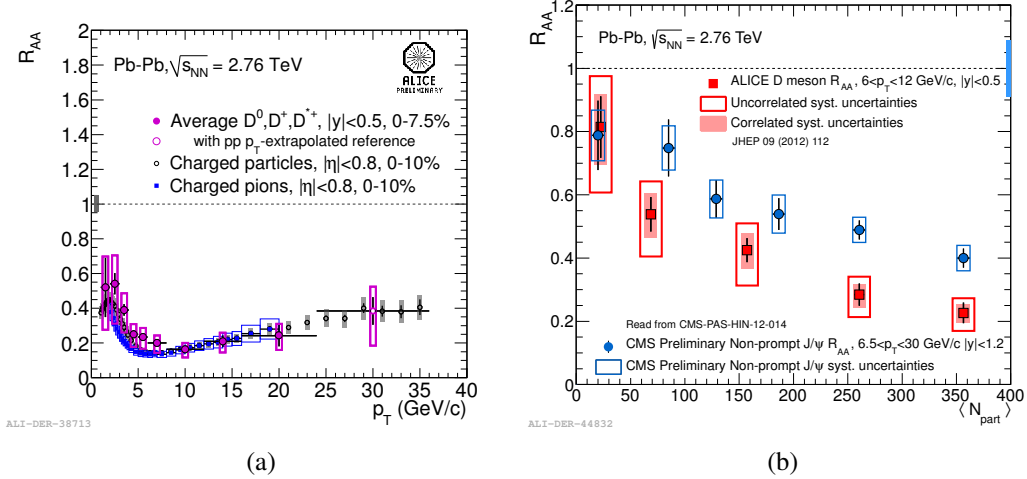 R_AA
2
1.8
1.6
1.4
1.2
1
0.8
0.6
0.4
0.2
0
Pb-Pb, √s_NN = 2.76 TeV
ALICE
PRELIMINARY
Average D^0,D^+,D^*+, |y|<0.5, 0-7.5%
with pp p_T-extrapolated reference
Charged particles, |η|<0.8, 0-10%
Charged pions, |η|<0.8, 0-10%
0 5 10 15 20 25 30 35 40
p_T (GeV/c)
ALI-DER-38713
(a)
R_AA
1.2
1
0.8
0.6
0.4
0.2
0
Pb-Pb, √s_NN = 2.76 TeV
ALICE D meson R_AA, 6<p_T<12 GeV/c, |y|<0.5
Uncorrelated syst. uncertainties
Correlated syst. uncertainties
JHEP 09 (2012) 112
Read from CMS-PAS-HIN-12-014
CMS Preliminary Non-prompt J/ψ R_AA, 6.5<p_T<30 GeV/c |y|<1.2
CMS Preliminary Non-prompt J/ψ syst. uncertainties
0 50 100 150 200 250 300 350 400
⟨ N_part ⟩
ALI-DER-44832
(b)